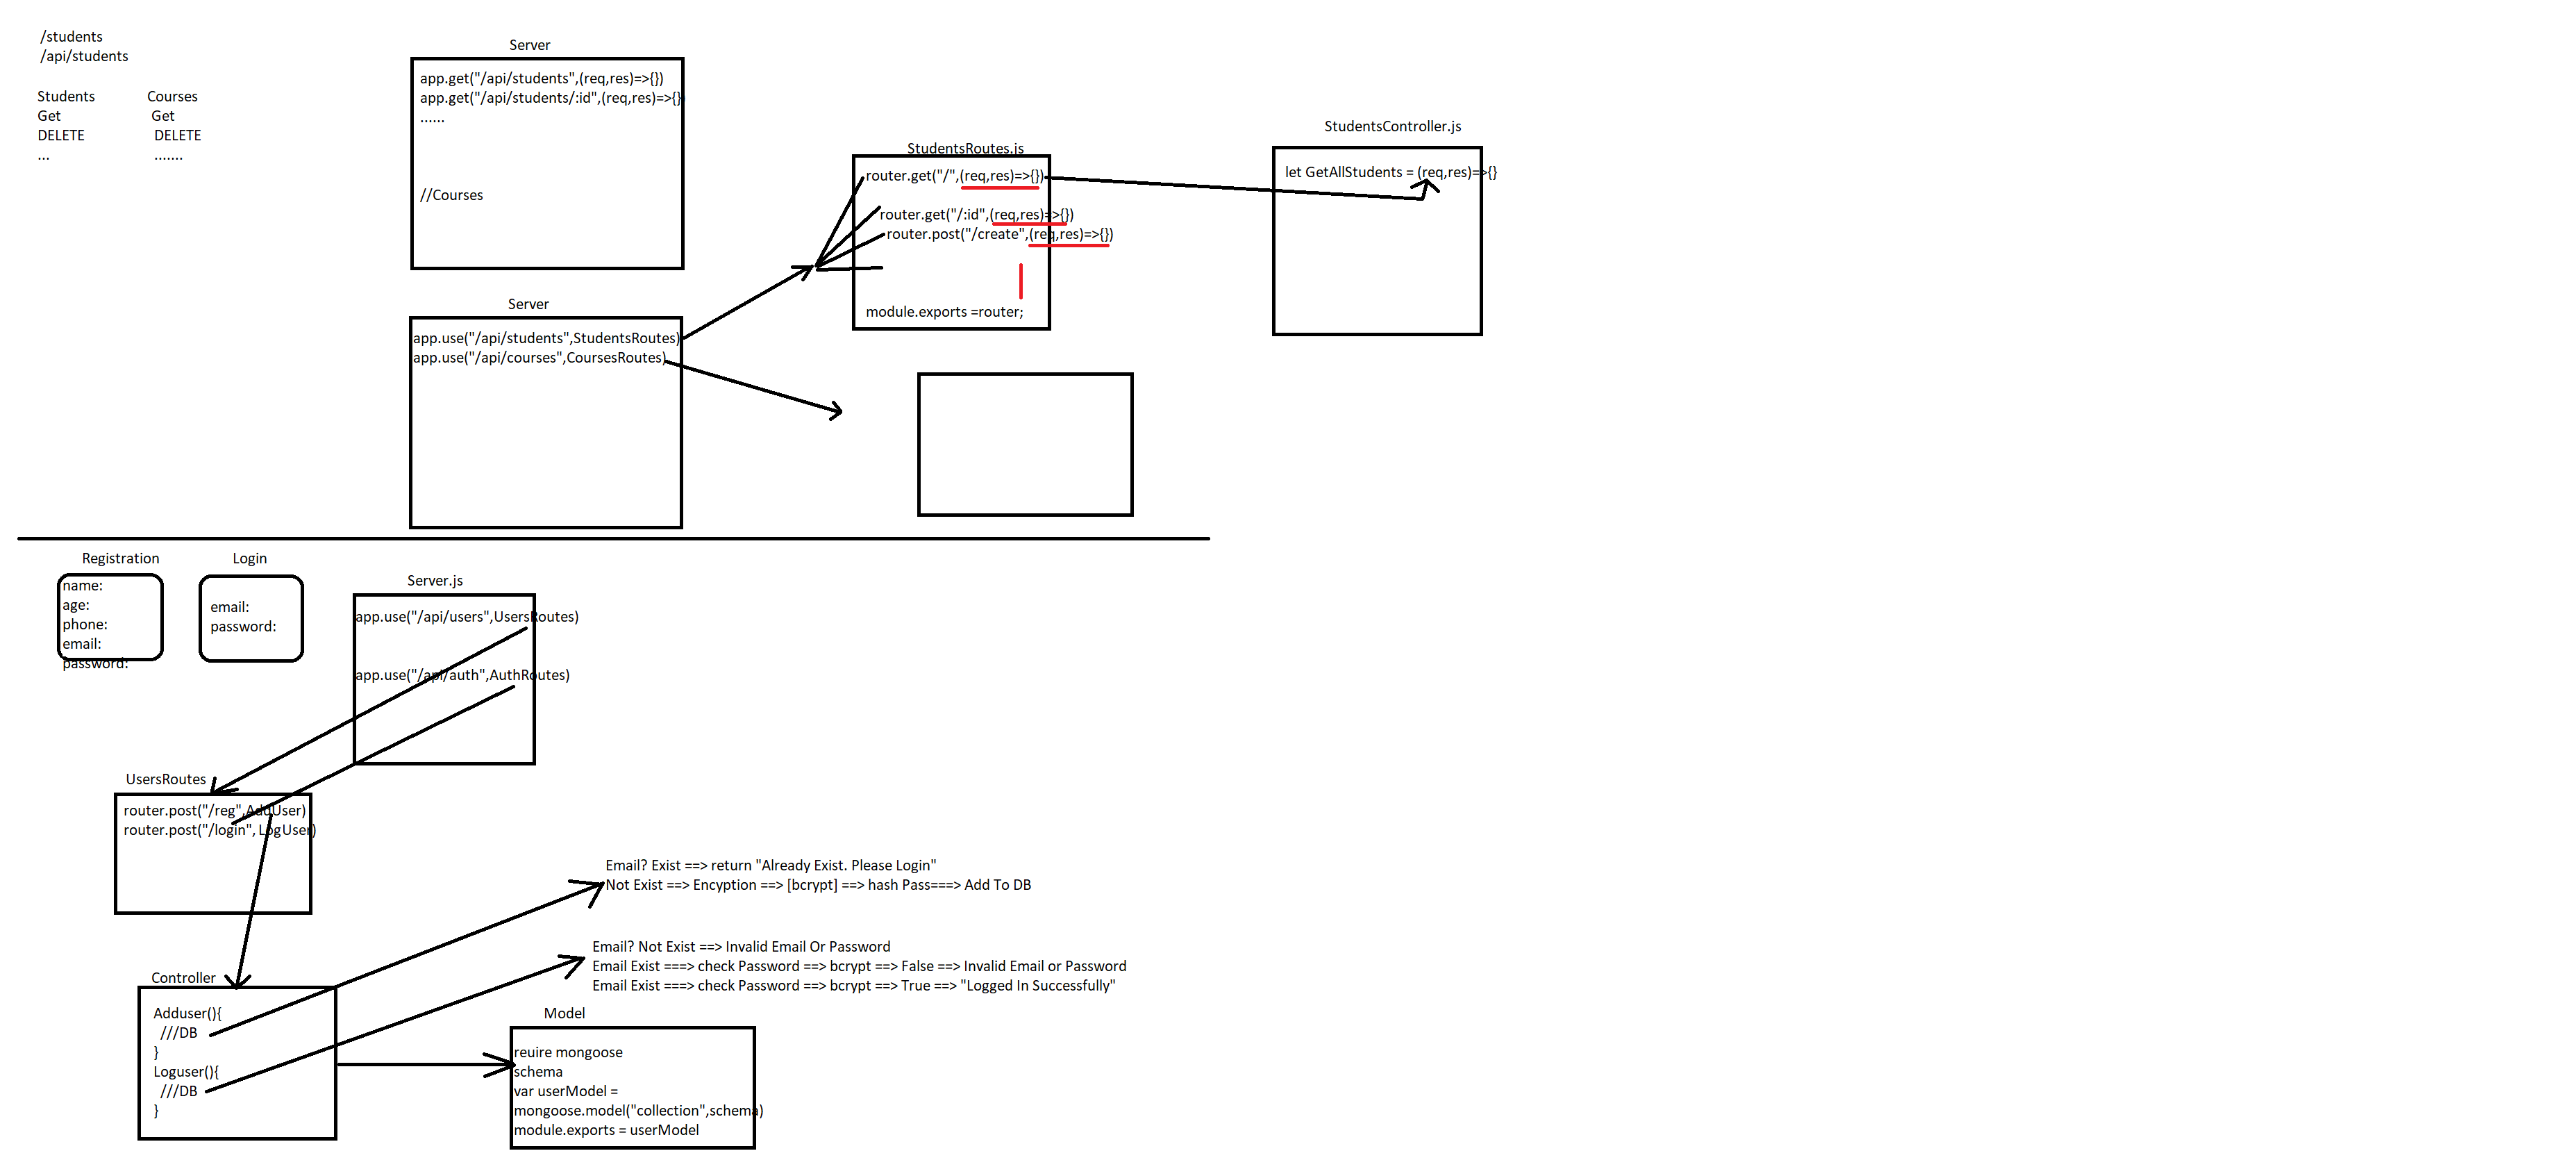 /students
/api/students
Students Courses
Get Get
DELETE DELETE
... .......
Server
app.get("/api/students",(req,res)=>{})
app.get("/api/students/:id",(req,res)=>{})
......
//Courses
Server
app.use("/api/students",StudentsRoutes)
app.use("/api/courses",CoursesRoutes)
StudentsRoutes.js
router.get("/",(req,res)=>{})
router.get("/:id",(req,res)=>{})
router.post("/create",(req,res)=>{})
module.exports =router;
StudentsController.js
let GetAllStudents = (req,res)=>{}
Registration
name:
age:
phone:
email:
password:
Login
email:
password:
Server.js
app.use("/api/users",UsersRoutes)
app.use("/api/auth",AuthRoutes)
UsersRoutes
router.post("/reg",AddUser)
router.post("/login", LogUser)
Controller
Adduser(){
///DB
}
Loguser(){
///DB
}
Email? Exist ==> return "Already Exist. Please Login"
Not Exist ==> Encyption ==> [bcrypt] ==> hash Pass===> Add To DB
Email? Not Exist ==> Invalid Email Or Password
Email Exist ===> check Password ==> bcrypt ==> False ==> Invalid Email or Password
Email Exist ===> check Password ==> bcrypt ==> True ==> "Logged In Successfully"
Model
reuire mongoose
schema
var userModel =
mongoose.model("collection",schema)
module.exports = userModel